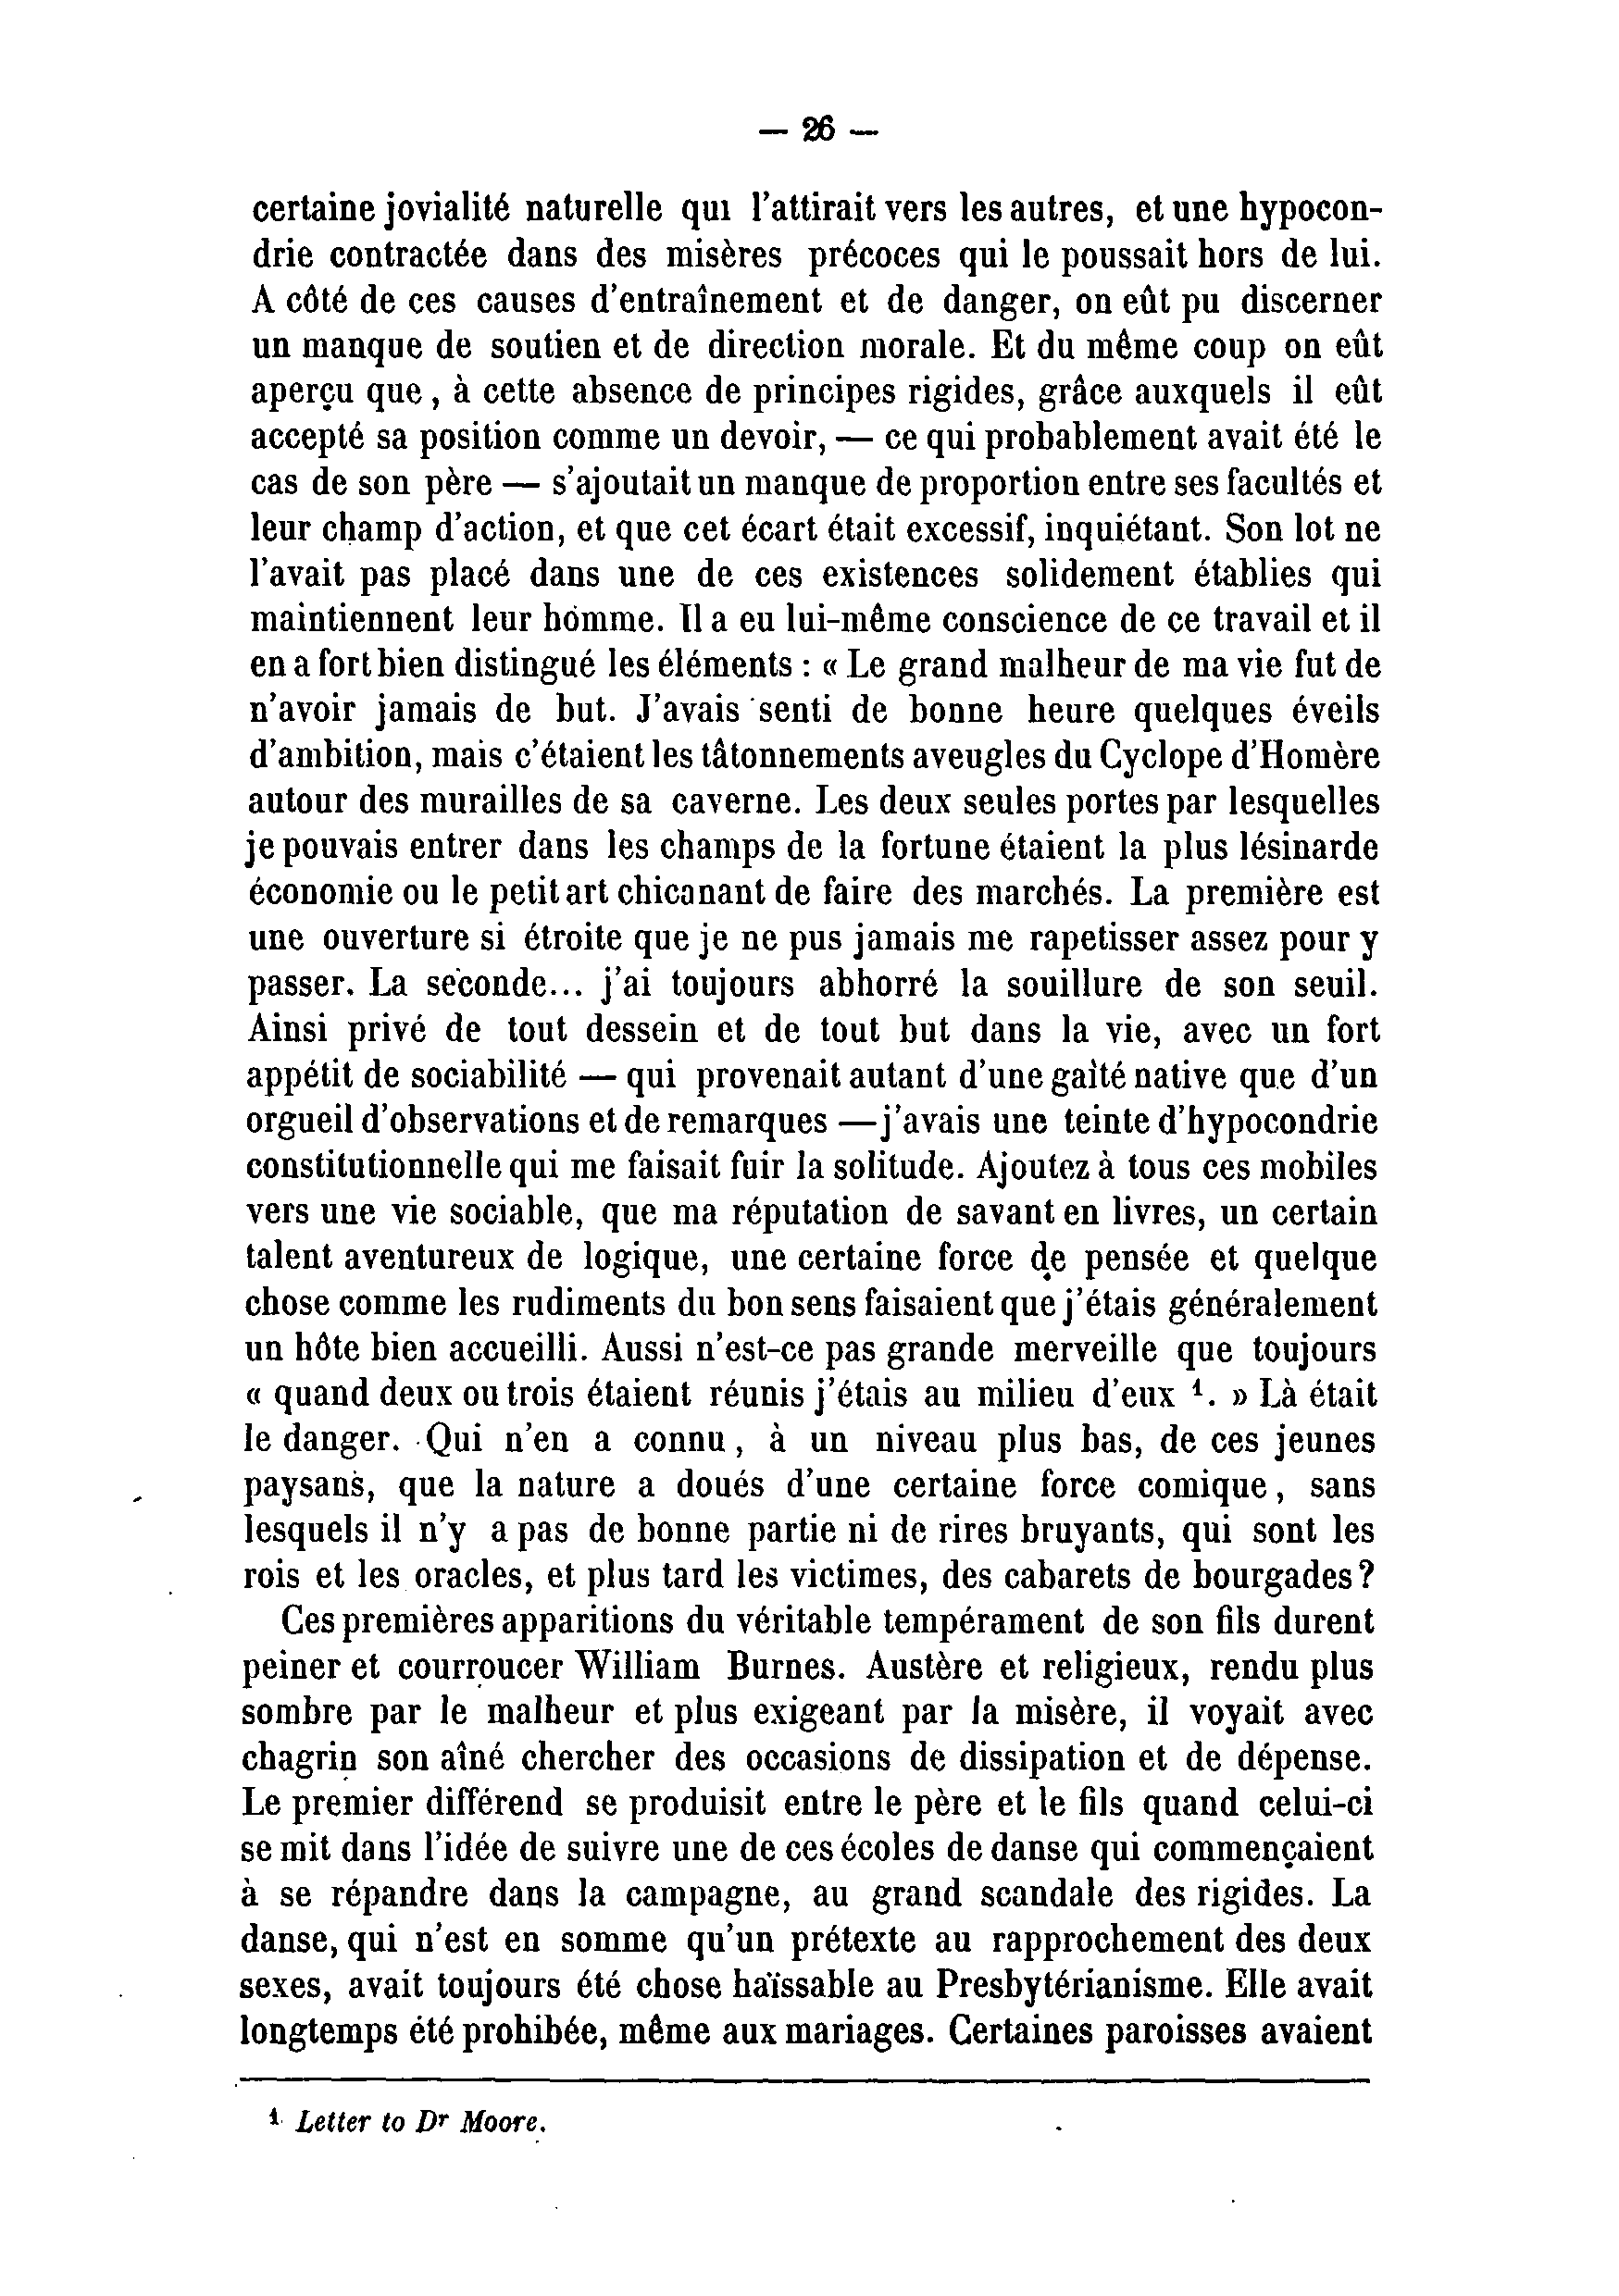 — 26 —
certaine jovialité naturelle qui l'attirait vers les autres, et une hypocon-
drie contractée dans des misères précoces qui le poussait hors de lui.
A côté de ces causes d'entraînement et de danger, on eût pu discerner
un manque de soutien et de direction morale. Et du même coup on eût
aperçu que, à cette absence de principes rigides, grâce auxquels il eût
accepté sa position comme un devoir, — ce qui probablement avait été le
cas de son père — s'ajoutait un manque de proportion entre ses facultés et
leur champ d'action, et que cet écart était excessif, inquiétant. Son lot ne
l'avait pas placé dans une de ces existences solidement établies qui
maintiennent leur homme. Il a eu lui-même conscience de ce travail et il
en a fort bien distingué les éléments : « Le grand malheur de ma vie fut de
n'avoir jamais de but. J'avais senti de bonne heure quelques éveils
d'ambition, mais c'étaient les tâtonnements aveugles du Cyclope d'Homère
autour des murailles de sa caverne. Les deux seules portes par lesquelles
je pouvais entrer dans les champs de la fortune étaient la plus lésinarde
économie ou le petit art chicanant de faire des marchés. La première est
une ouverture si étroite que je ne pus jamais me rapetisser assez pour y
passer. La seconde... j'ai toujours abhorré la souillure de son seuil.
Ainsi privé de tout dessein et de tout but dans la vie, avec un fort
appétit de sociabilité — qui provenait autant d'une gaîté native que d'un
orgueil d'observations et de remarques — j'avais une teinte d'hypocondrie
constitutionnelle qui me faisait fuir la solitude. Ajoutez à tous ces mobiles
vers une vie sociable, que ma réputation de savant en livres, un certain
talent aventureux de logique, une certaine force de pensée et quelque
chose comme les rudiments du bon sens faisaient que j'étais généralement
un hôte bien accueilli. Aussi n'est-ce pas grande merveille que toujours
« quand deux ou trois étaient réunis j'étais au milieu d'eux ¹. » Là était
le danger. Qui n'en a connu, à un niveau plus bas, de ces jeunes
paysans, que la nature a doués d'une certaine force comique, sans
lesquels il n'y a pas de bonne partie ni de rires bruyants, qui sont les
rois et les oracles, et plus tard les victimes, des cabarets de bourgades?
Ces premières apparitions du véritable tempérament de son fils durent
peiner et courroucer William Burnes. Austère et religieux, rendu plus
sombre par le malheur et plus exigeant par la misère, il voyait avec
chagrin son aîné chercher des occasions de dissipation et de dépense.
Le premier différend se produisit entre le père et le fils quand celui-ci
se mit dans l'idée de suivre une de ces écoles de danse qui commençaient
à se répandre dans la campagne, au grand scandale des rigides. La
danse, qui n'est en somme qu'un prétexte au rapprochement des deux
sexes, avait toujours été chose haïssable au Presbytérianisme. Elle avait
longtemps été prohibée, même aux mariages. Certaines paroisses avaient
¹ Letter to Dr Moore.